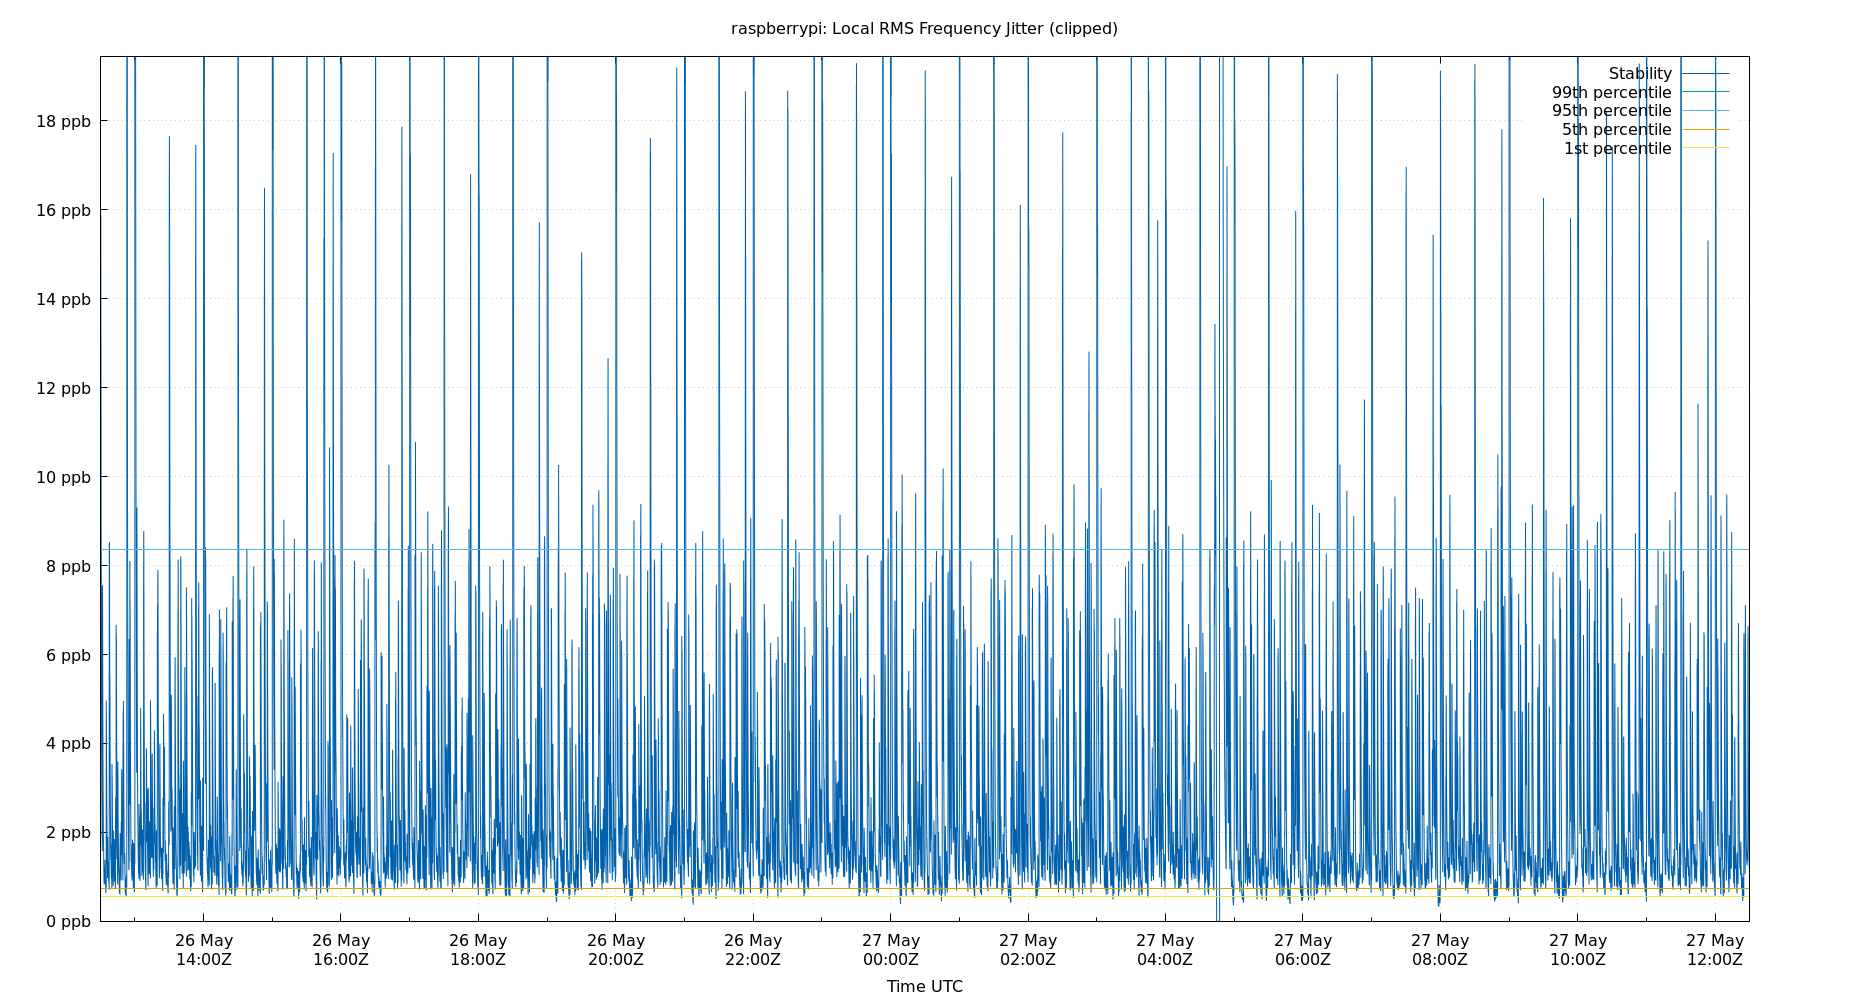 raspberrypi: Local RMS Frequency Jitter (clipped)
Stability
99th percentile
95th percentile
5th percentile
1st percentile
18 ppb
16 ppb
14 ppb
12 ppb
10 ppb
8 ppb
6 ppb
4 ppb
2 ppb
0 ppb
26 May 26 May 26 May 26 May 26 May 27 May 27 May 27 May 27 May 27 May 27 May 27 May
14:00Z 16:00Z 18:00Z 20:00Z 22:00Z 00:00Z 02:00Z 04:00Z 06:00Z 08:00Z 10:00Z 12:00Z
Time UTC